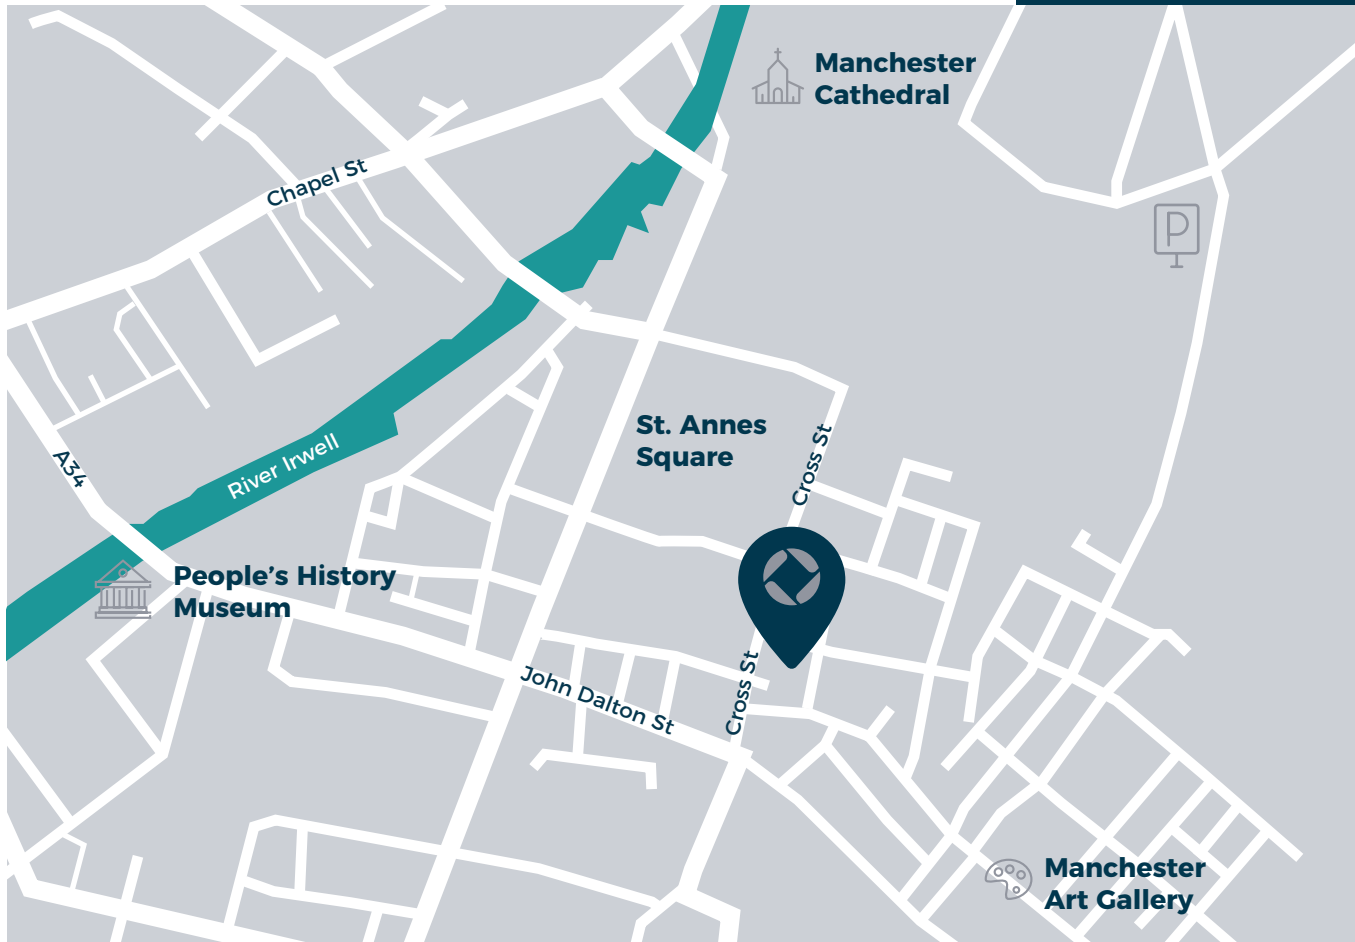 Manchester
Cathedral
Chapel St
P
St. Annes
Square
Cross St
A34
River Irwell
People's History
Museum
John Dalton St
Cross St
Manchester
Art Gallery